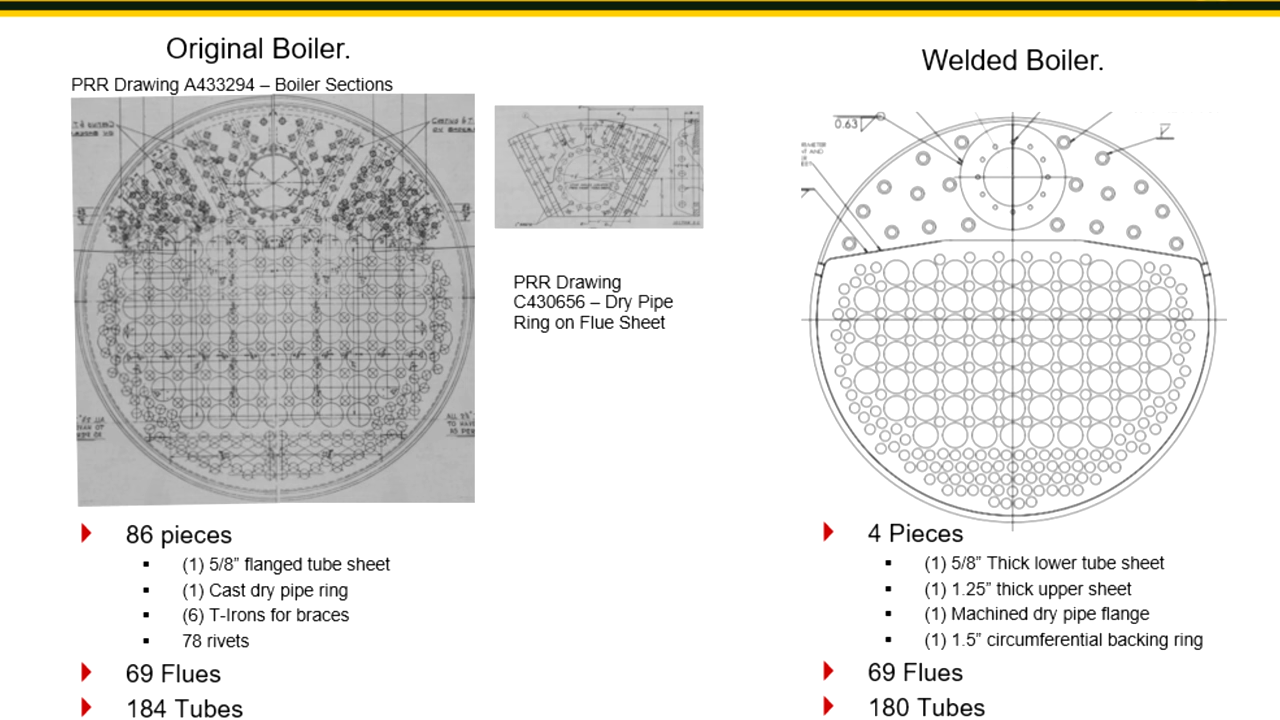 Original Boiler.
PRR Drawing A433294 – Boiler Sections
PRR Drawing
C430656 – Dry Pipe
Ring on Flue Sheet
86 pieces
(1) 5/8” flanged tube sheet
(1) Cast dry pipe ring
(6) T-Irons for braces
78 rivets
69 Flues
184 Tubes
Welded Boiler.
0.63
4 Pieces
(1) 5/8” Thick lower tube sheet
(1) 1.25” thick upper sheet
(1) Machined dry pipe flange
(1) 1.5” circumferential backing ring
69 Flues
180 Tubes